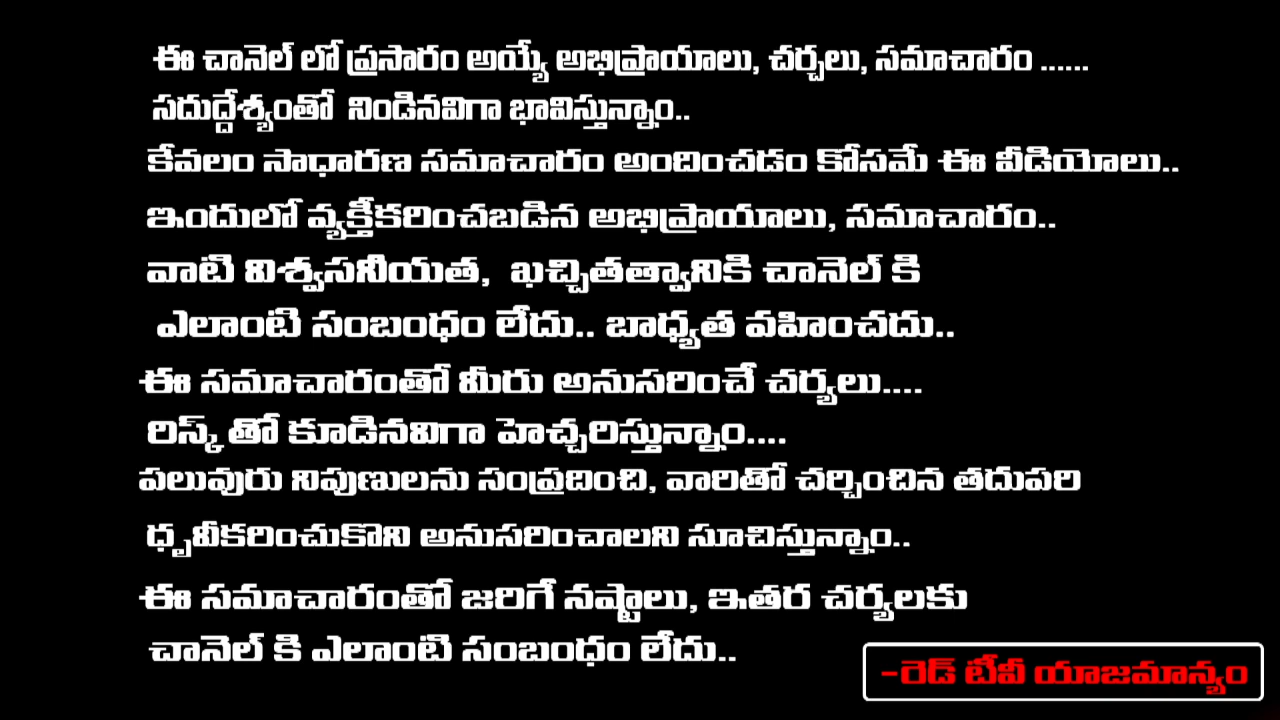 ఈ చానెల్ లో ప్రసారం అయ్యే అభిప్రాయాలు, చర్చలు, సమాచారం ......
సదుద్దేశ్యంతో నిండినవిగా భావిస్తున్నాం..
కేవలం సాధారణ సమాచారం అందించడం కోసమే ఈ వీడియోలు..
ఇందులో వ్యక్తీకరించబడిన అభిప్రాయాలు, సమాచారం..
వాటి విశ్వసనీయత, ఖచ్చితత్వానికి చానెల్ కి
ఎలాంటి సంబంధం లేదు.. బాధ్యత వహించదు..
ఈ సమాచారంతో మీరు అనుసరించే చర్యలు....
రిస్క్ తో కూడినవిగా హెచ్చరిస్తున్నాం....
పలువురు నిపుణులను సంప్రదించి, వారితో చర్చించిన తదుపరి
ధృవీకరించుకొని అనుసరించాలని సూచిస్తున్నాం..
ఈ సమాచారంతో జరిగే నష్టాలు, ఇతర చర్యలకు
చానెల్ కి ఎలాంటి సంబంధం లేదు..
-రెడ్ టీవీ యాజమాన్యం